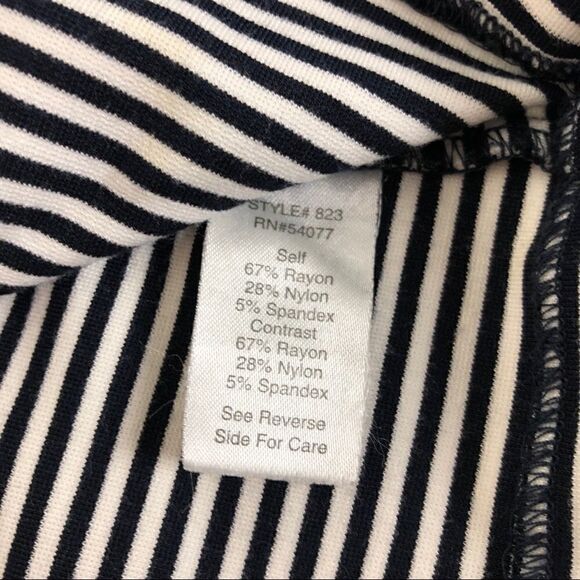 STYLE# 823
RN#54077
Self
67% Rayon
28% Nylon
5% Spandex
Contrast
67% Rayon
28% Nylon
5% Spandex
See Reverse
Side For Care